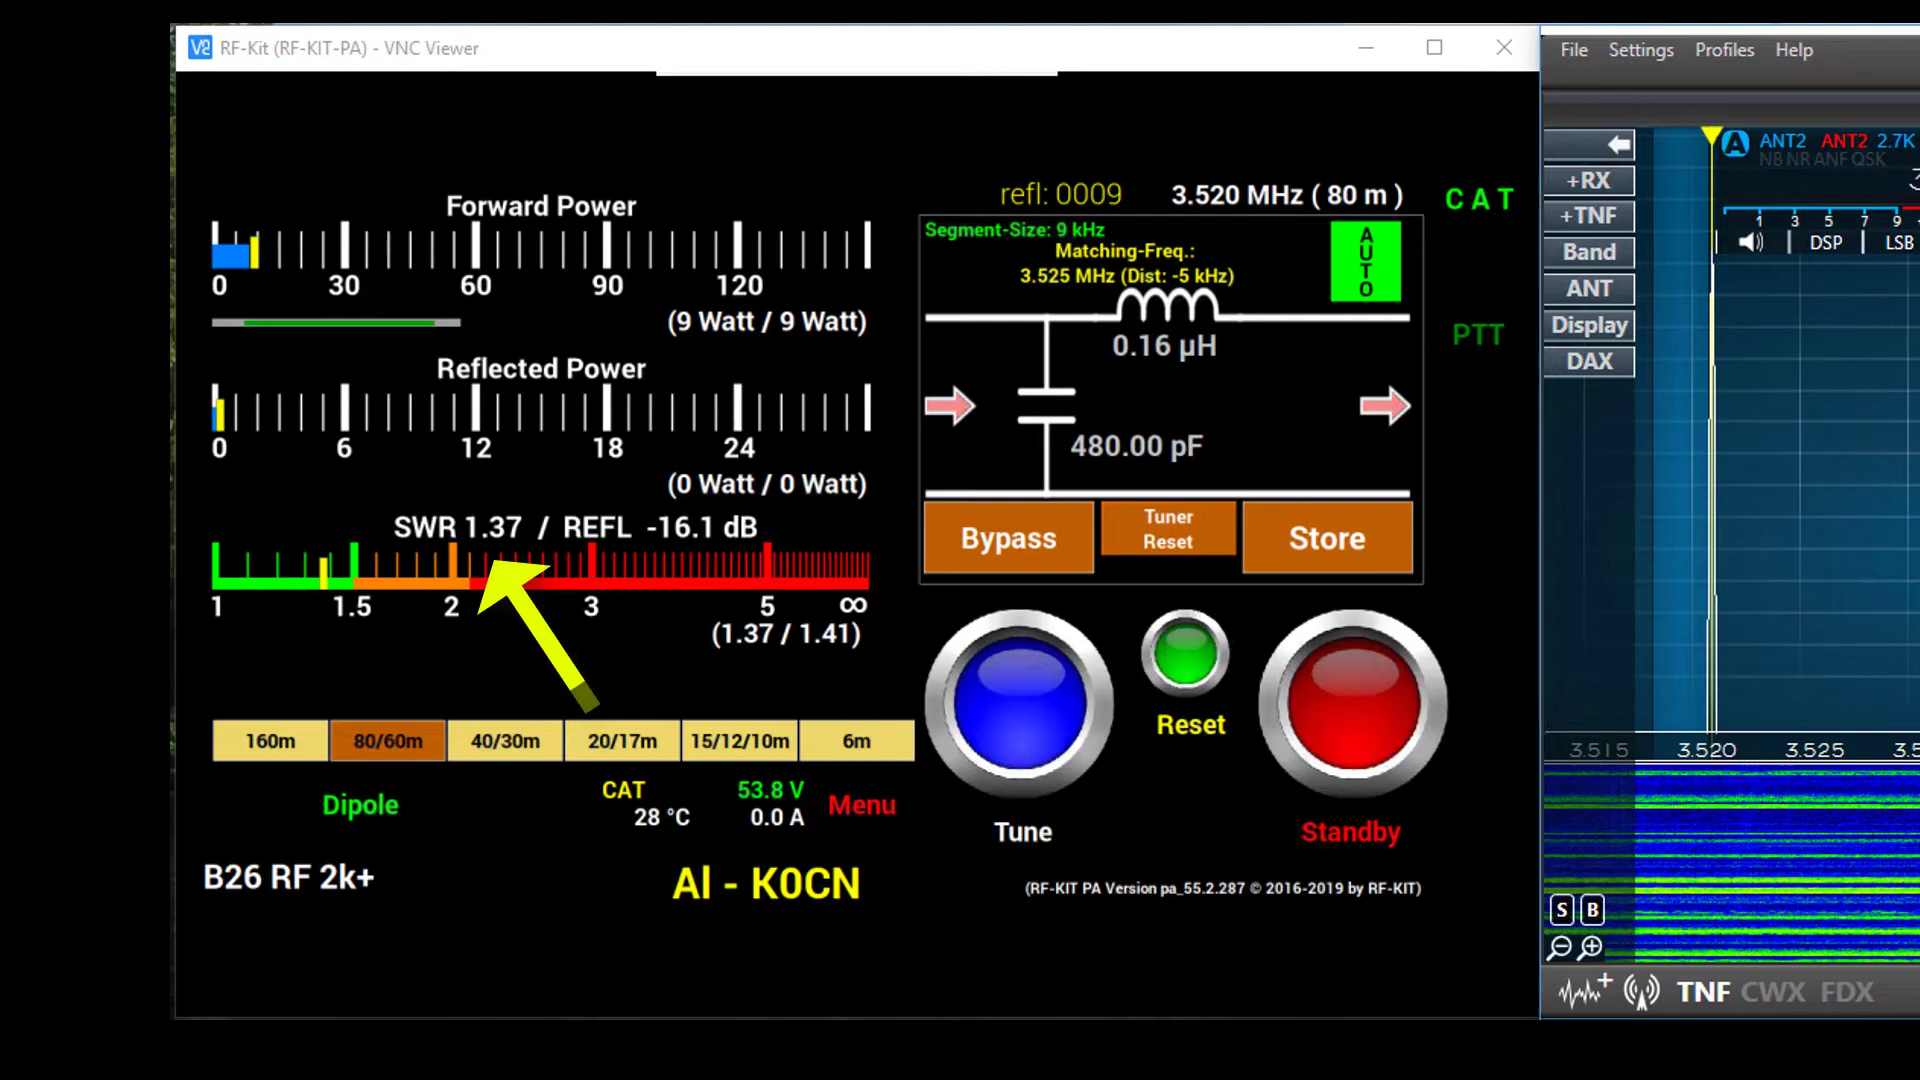 RF-Kit (RF-KIT-PA) - VNC Viewer
File Settings Profiles Help
refl: 0009 3.520 MHz ( 80 m ) CAT
Segment-Size: 9 kHz
Matching-Freq.:
3.525 MHz (Dist: -5 kHz)
AUTO
0.16 µH
480.00 pF
Bypass
Tuner
Reset
Store
PTT
Forward Power
0 30 60 90 120
(9 Watt / 9 Watt)
Reflected Power
0 6 12 18 24
(0 Watt / 0 Watt)
SWR 1.37 / REFL -16.1 dB
1 1.5 2 3 5 ∞
(1.37 / 1.41)
160m 80/60m 40/30m 20/17m 15/12/10m 6m
Dipole
CAT 53.8 V
28 °C 0.0 A
Menu
Tune
Reset
Standby
B26 RF 2k+
Al - K0CN
(RF-KIT PA Version pa_55.2.287 © 2016-2019 by RF-KIT)
+RX
+TNF
Band
ANT
Display
DAX
A ANT2 ANT2 2.7K
NB NR ANF QSK
1 3 5 7 9
DSP LSB
3.515 3.520 3.525
S B
TNF CWX FDX